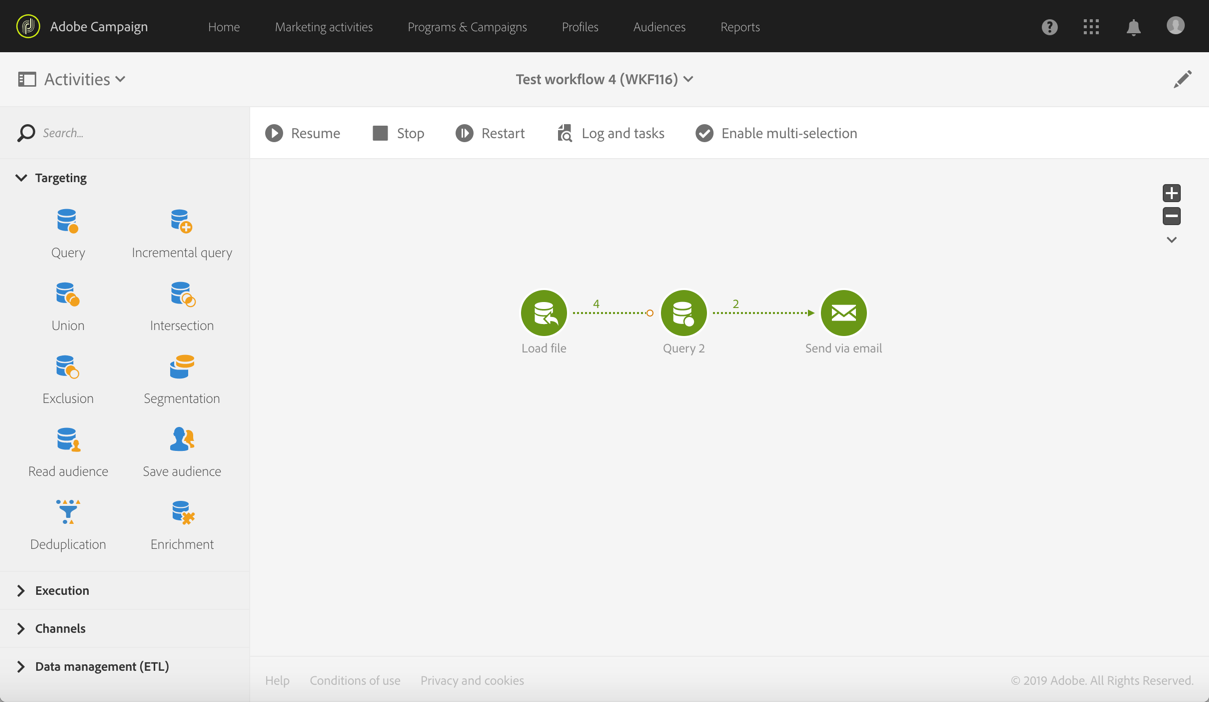 Adobe Campaign
Home
Marketing activities
Programs & Campaigns
Profiles
Audiences
Reports
Activities
Test workflow 4 (WKF116)
Search...
Resume
Stop
Restart
Log and tasks
Enable multi-selection
Targeting
Query
Incremental query
Union
Intersection
Exclusion
Segmentation
Read audience
Save audience
Deduplication
Enrichment
Execution
Channels
Data management (ETL)
4
2
Load file
Query 2
Send via email
Help
Conditions of use
Privacy and cookies
© 2019 Adobe. All Rights Reserved.